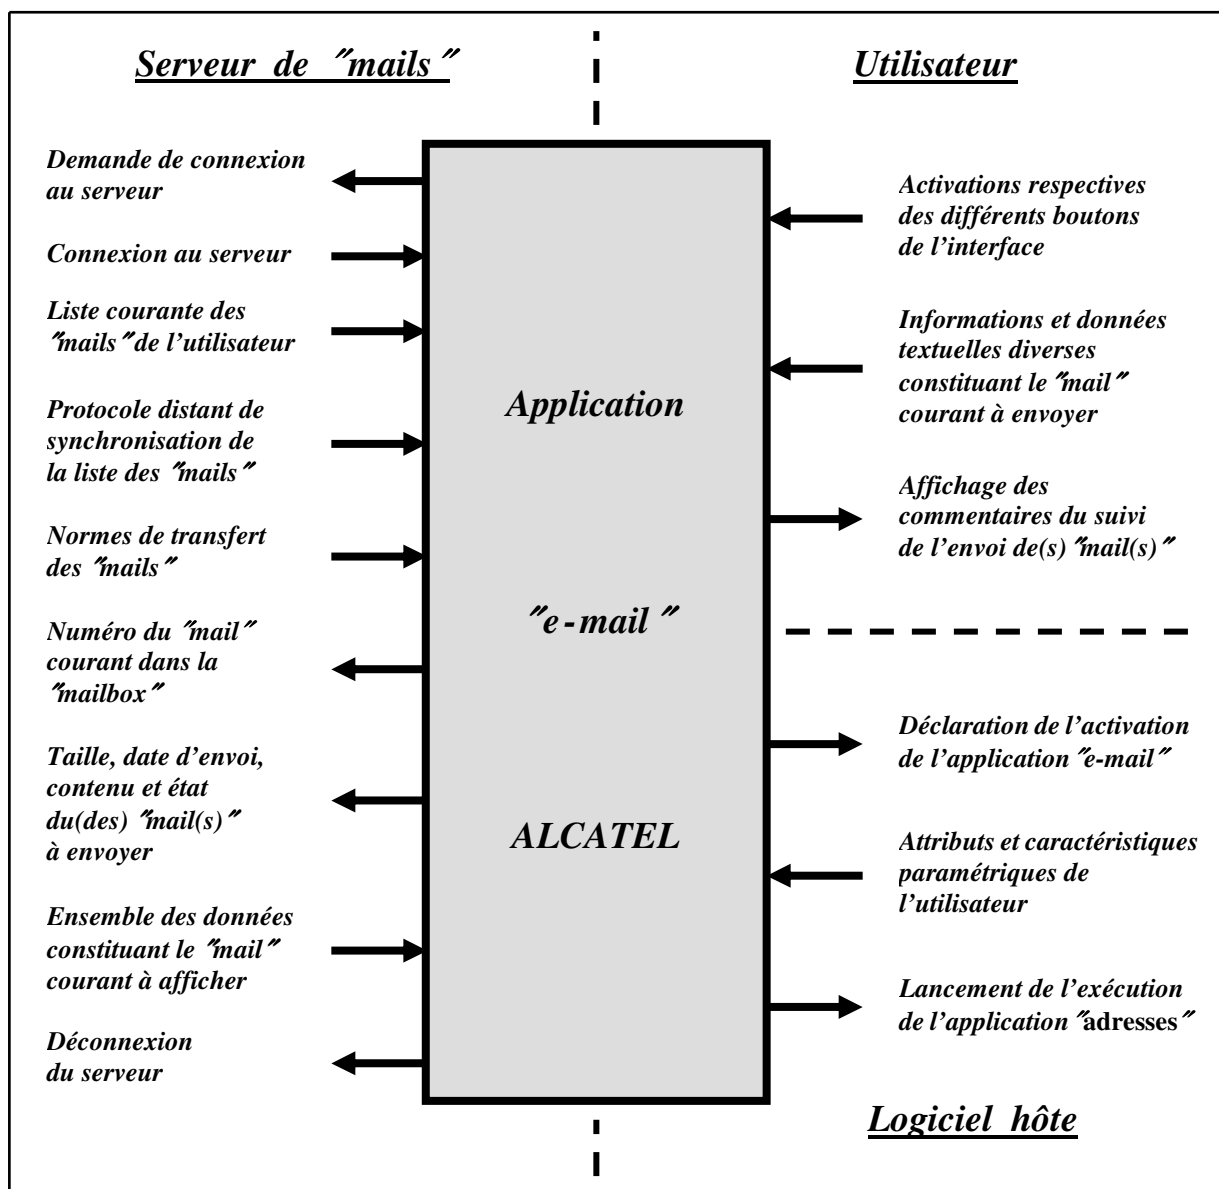 Serveur de "mails"
Demande de connexion
au serveur
Connexion au serveur
Liste courante des
"mails" de l'utilisateur
Protocole distant de
synchronisation de
la liste des "mails"
Normes de transfert
des "mails"
Numéro du "mail"
courant dans la
"mailbox"
Taille, date d'envoi,
contenu et état
du(des) "mail(s)"
à envoyer
Ensemble des données
constituant le "mail"
courant à afficher
Déconnexion
du serveur
Application
"e-mail"
ALCATEL
Utilisateur
Activations respectives
des différents boutons
de l'interface
Informations et données
textuelles diverses
constituant le "mail"
courant à envoyer
Affichage des
commentaires du suivi
de l'envoi de(s) "mail(s)"
Déclaration de l'activation
de l'application "e-mail"
Attributs et caractéristiques
paramétriques de
l'utilisateur
Lancement de l'exécution
de l'application "adresses"
Logiciel hôte